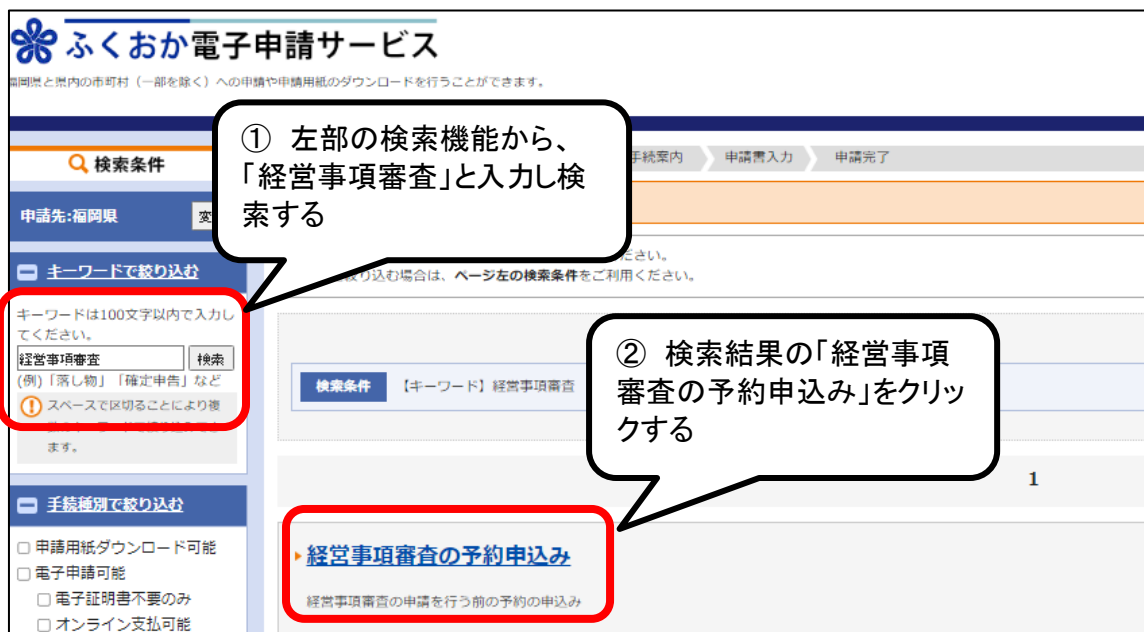 ふくおか電子申請サービス
福岡県と県内の市町村（一部を除く）への申請や申請用紙のダウンロードを行うことができます。
① 左部の検索機能から、
「経営事項審査」と入力し検
索する
手続案内 申請書入力 申請完了
検索条件
申請先:福岡県
ださい。
絞り込む場合は、ページ左の検索条件をご利用ください。
キーワードで絞り込む
キーワードは100文字以内で入力し
てください。
経営事項審査 検索
(例)「落し物」「確定申告」など
スペースで区切ることにより複
ます。
② 検索結果の「経営事項
審査の予約申込み」をクリッ
クする
検索条件 【キーワード】経営事項審査
1
手続種別で絞り込む
申請用紙ダウンロード可能
電子申請可能
電子証明書不要のみ
オンライン支払可能
経営事項審査の予約申込み
経営事項審査の申請を行う前の予約の申込み